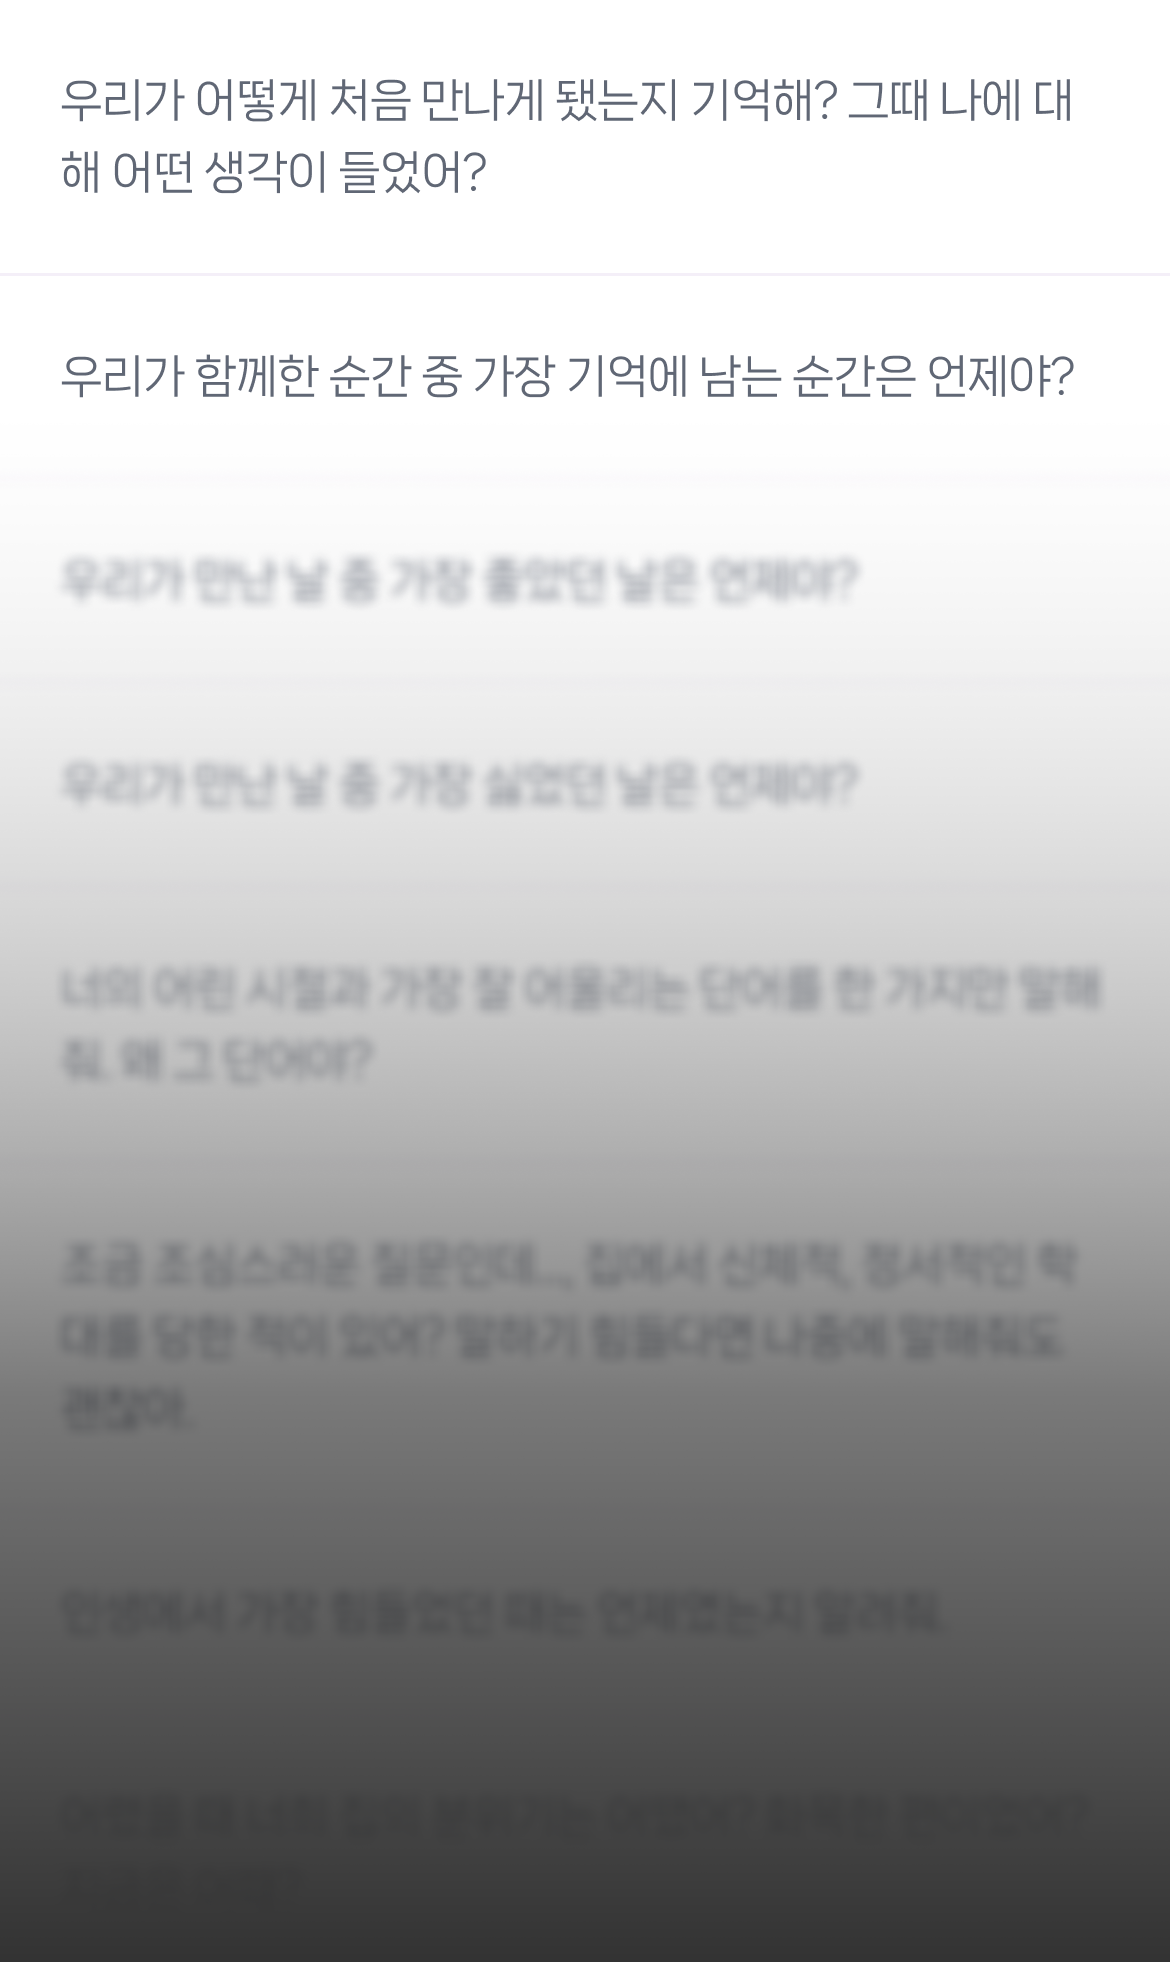 우리가 어떻게 처음 만나게 됐는지 기억해? 그때 나에 대
해 어떤 생각이 들었어?
우리가 함께한 순간 중 가장 기억에 남는 순간은 언제야?
우리가 만난 날 중 가장 좋았던 날은 언제야?
우리가 만난 날 중 가장 싫었던 날은 언제야?
너의 어린 시절과 가장 잘 어울리는 단어를 한 가지만 말해
줘. 왜 그 단어야?
조금 조심스러운 질문인데..., 집에서 신체적, 정서적인 학
대를 당한 적이 있어? 말하기 힘들다면 나중에 말해줘도
괜찮아.
인생에서 가장 힘들었던 때는 언제였는지 알려줘.